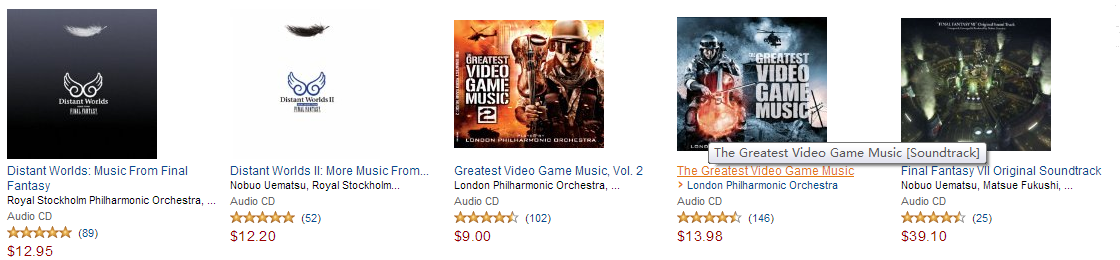 Distant Worlds
FINAL FANTASY
Distant Worlds: Music From Final
Fantasy
Royal Stockholm Philharmonic Orchestra, ...
Audio CD
(89)
$12.95
Distant Worlds II
FINAL FANTASY
Distant Worlds II: More Music From...
Nobuo Uematsu, Royal Stockholm...
Audio CD
(52)
$12.20
THE
GREATEST
VIDEO
GAME
MUSIC
2
LONDON PHILHARMONIC ORCHESTRA
Greatest Video Game Music, Vol. 2
London Philharmonic Orchestra, ...
Audio CD
(102)
$9.00
THE
GREATEST
VIDEO
GAME
MUSIC
The Greatest Video Game Music [Soundtrack]
The Greatest Video Game Music
> London Philharmonic Orchestra
Audio CD
(146)
$13.98
"FINAL FANTASY VII" Original Sound Track
Final Fantasy VII Original Soundtrack
Nobuo Uematsu, Matsue Fukushi, ...
Audio CD
(25)
$39.10